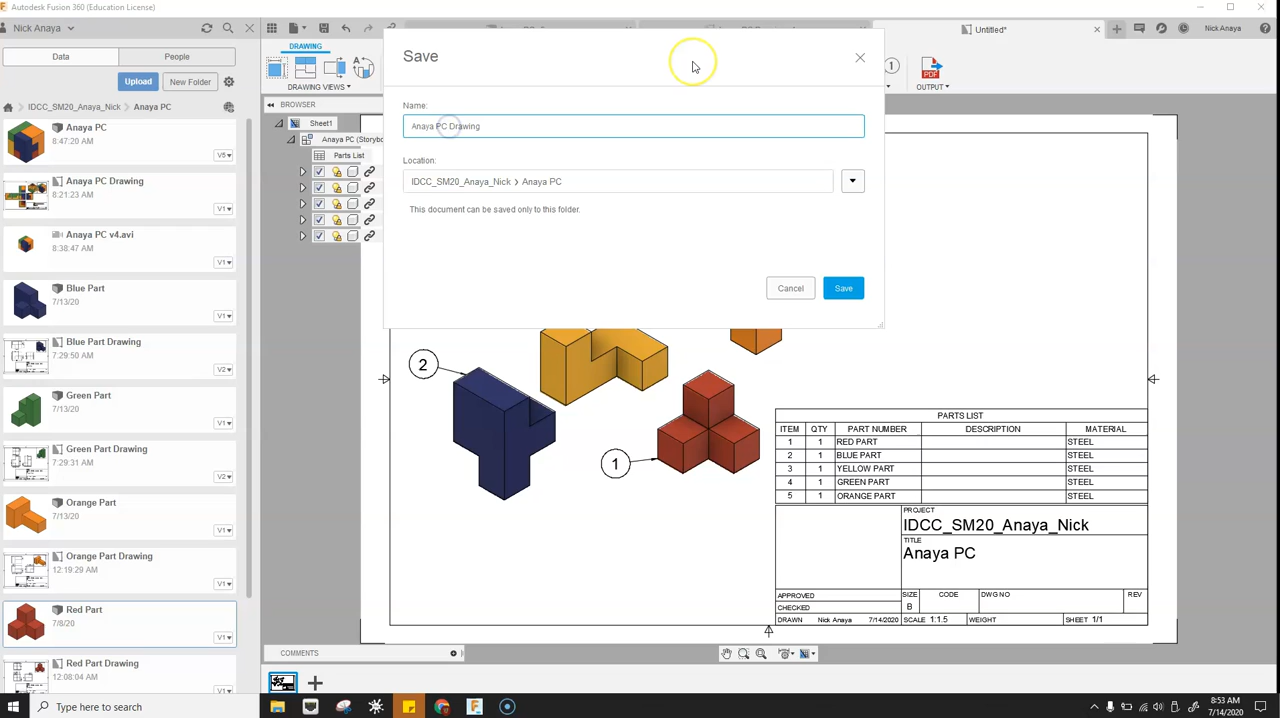 Autodesk Fusion 360 (Education License)
Nick Anaya
Untitled*
Nick Anaya
Data
People
Upload
New Folder
IDCC_SM20_Anaya_Nick > Anaya PC
Anaya PC
8:47:20 AM
V5
Anaya PC Drawing
8:21:23 AM
V1
Anaya PC v4.avi
8:38:47 AM
V1
Blue Part
7/13/20
V1
Blue Part Drawing
7:29:50 AM
V2
Green Part
7/13/20
V1
Green Part Drawing
7:29:31 AM
V2
Orange Part
7/13/20
V1
Orange Part Drawing
12:19:29 AM
V1
Red Part
7/8/20
V1
Red Part Drawing
12:08:04 AM
V1
DRAWING
DRAWING VIEWS
1
PDF
OUTPUT
BROWSER
Sheet1
Anaya PC (Storyb
Parts List
Save
Name:
Anaya PC Drawing
Location:
IDCC_SM20_Anaya_Nick > Anaya PC
This document can be saved only to this folder.
Cancel
Save
2
1
PARTS LIST
ITEM QTY PART NUMBER DESCRIPTION MATERIAL
1 1 RED PART STEEL
2 1 BLUE PART STEEL
3 1 YELLOW PART STEEL
4 1 GREEN PART STEEL
5 1 ORANGE PART STEEL
PROJECT
IDCC_SM20_Anaya_Nick
TITLE
Anaya PC
APPROVED
CHECKED
DRAWN Nick Anaya 7/14/2020
SIZE CODE DWG NO REV
B
SCALE 1:1.5 WEIGHT SHEET 1/1
COMMENTS
Type here to search
8:53 AM
7/14/2020